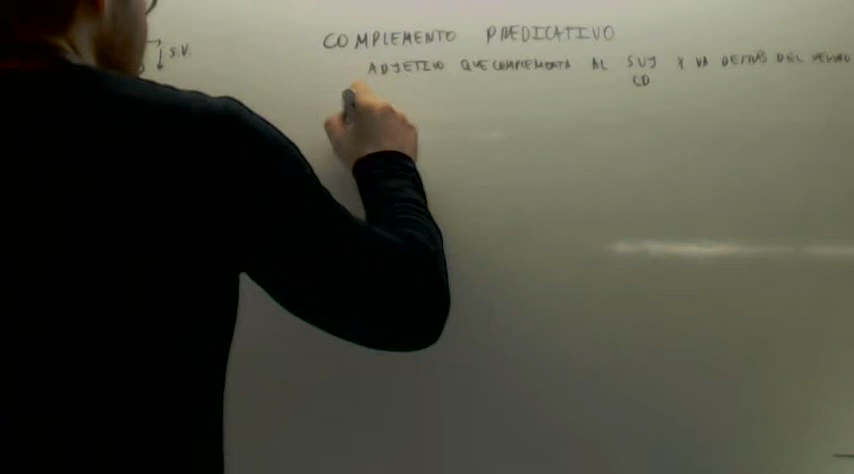 COMPLEMENTO PREDICATIVO
S.V.
ADJETIVO QUE COMPLEMENTA AL SUJ Y VA DETRÁS DEL VERBO
CD